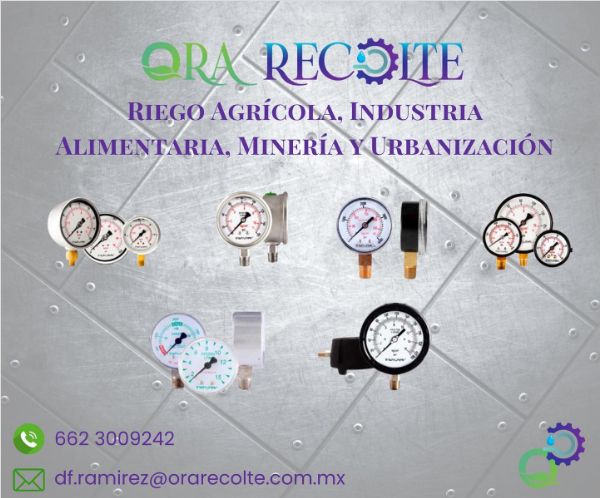 ORA RECOLTE
Riego Agrícola, Industria
Alimentaria, Minería y Urbanización
662 3009242
df.ramirez@orarecolte.com.mx